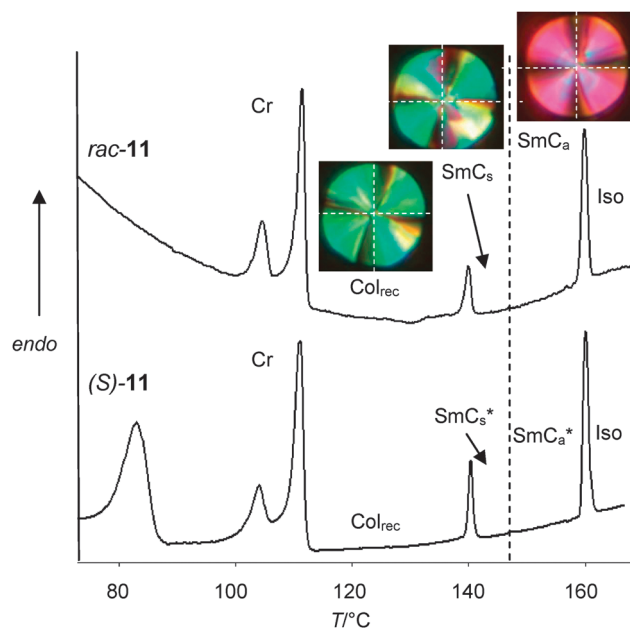 SmCa
Cr
rac-11
SmCs
Iso
Colrec
endo
Cr
(S)-11
SmCs*
SmCa*
Iso
Colrec
80
100
120
140
160
T/°C